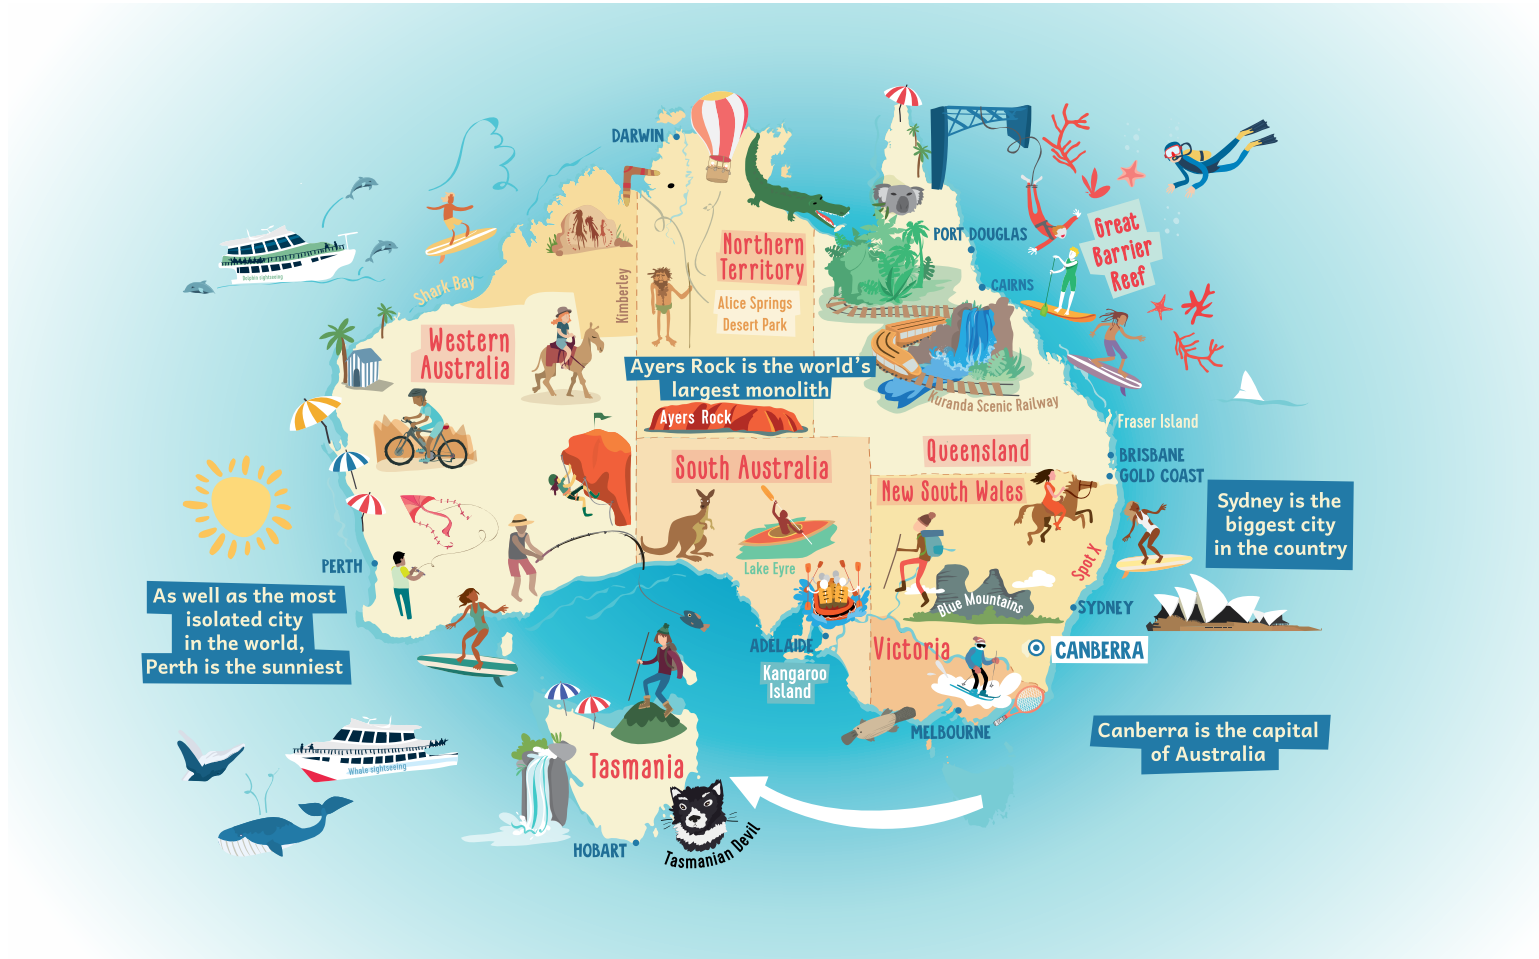 DARWIN
Great
Barrier
Reef
PORT DOUGLAS
Northern
Territory
Dolphin sightseeing
Shark Bay
Kimberley
CAIRNS
Alice Springs
Desert Park
Western
Australia
Ayers Rock is the world's
largest monolith
Ayers Rock
Kuranda Scenic Railway
Fraser Island
Queensland
BRISBANE
GOLD COAST
South Australia
New South Wales
Sydney is the
biggest city
in the country
Spot X
PERTH
Lake Eyre
Blue Mountains
SYDNEY
As well as the most
isolated city
in the world,
Perth is the sunniest
ADELAIDE
Victoria
CANBERRA
Kangaroo
Island
MELBOURNE
Canberra is the capital
of Australia
Whale sightseeing
Tasmania
HOBART
Tasmanian Devil